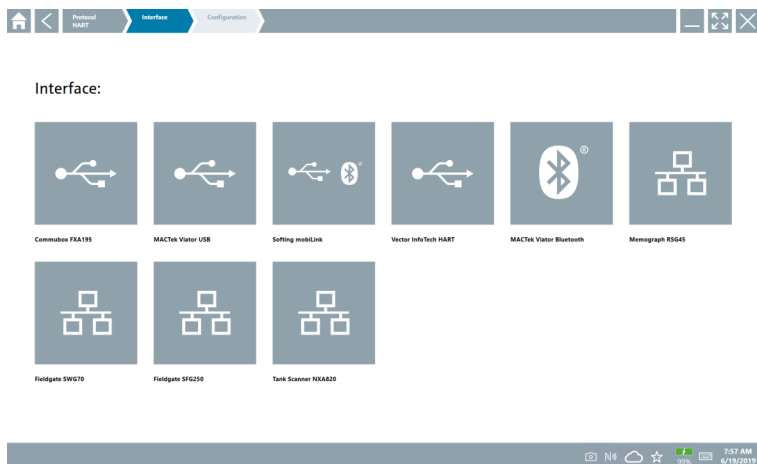 Protocol
HART
Interface
Configuration
Interface:
Commubox FXA195
MACTek Viator USB
Softing mobiLink
Vector InfoTech HART
MACTek Viator Bluetooth
Memograph RSG45
Fieldgate SWG70
Fieldgate SFG250
Tank Scanner NXA820
99%
7:57 AM
6/19/2019